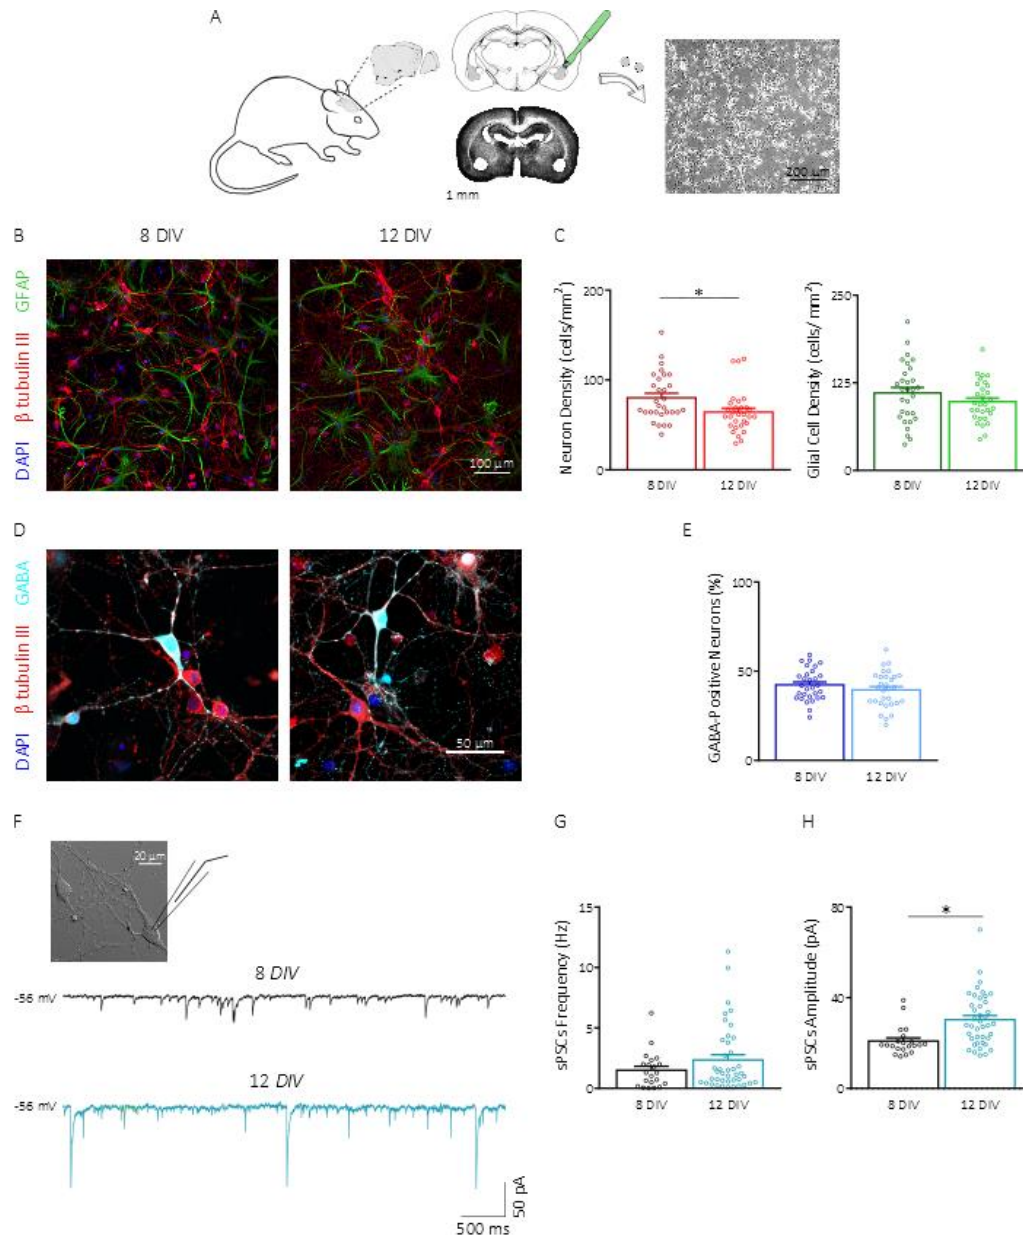 A
1 mm
200 µm
B
8 DIV
12 DIV
DAPI β tubulin III GFAP
100 µm
C
Neuron Density (cells/mm²)
200
100
0
*
8 DIV
12 DIV
Glial Cell Density (cells/ mm²)
250
125
0
8 DIV
12 DIV
D
DAPI β tubulin III GABA
50 µm
E
GABA-Positive Neurons (%)
100
50
0
8 DIV
12 DIV
F
20 µm
8 DIV
-56 mV
12 DIV
-56 mV
50 pA
500 ms
G
sPSCs Frequency (Hz)
15
10
5
0
8 DIV
12 DIV
H
sPSCs Amplitude (pA)
80
40
0
*
8 DIV
12 DIV